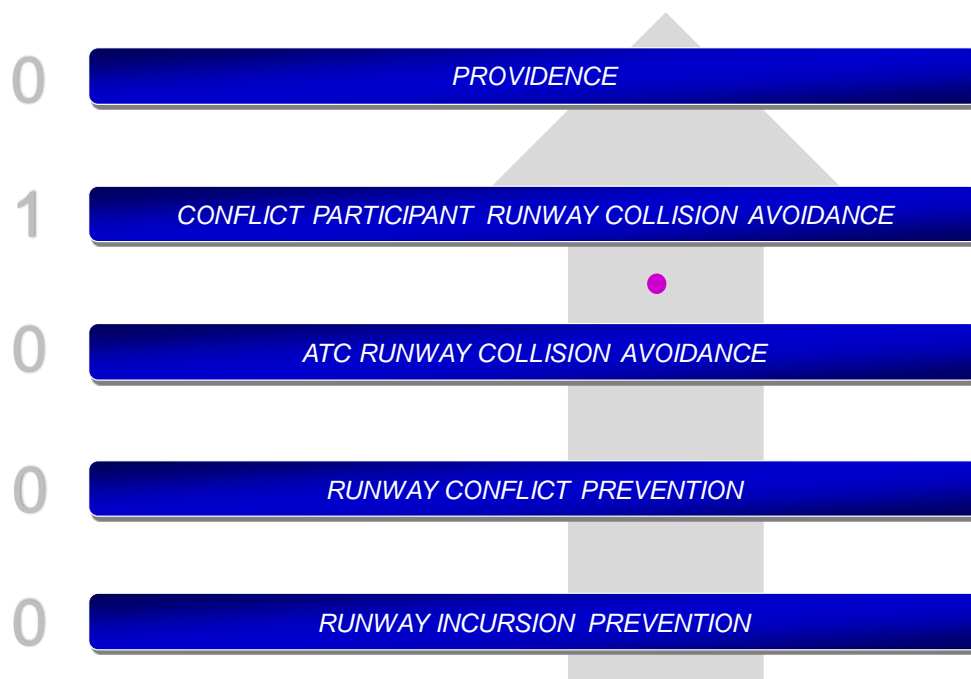 0
PROVIDENCE
1
CONFLICT PARTICIPANT RUNWAY COLLISION AVOIDANCE
0
ATC RUNWAY COLLISION AVOIDANCE
0
RUNWAY CONFLICT PREVENTION
0
RUNWAY INCURSION PREVENTION